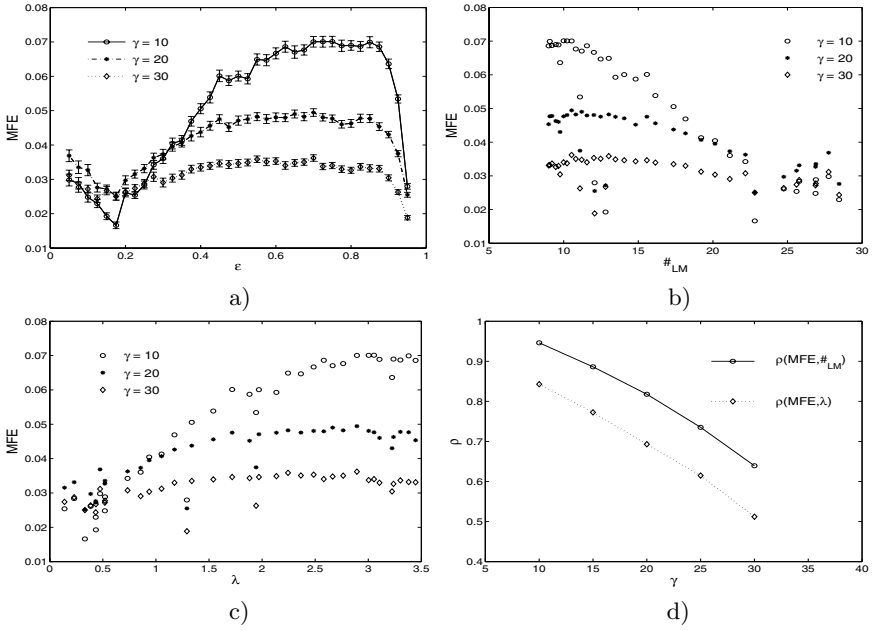 0.08
0.07
0.06
0.05
0.04
0.03
0.02
0.01
MFE
γ = 10
γ = 20
γ = 30
0 0.2 0.4 0.6 0.8 1
ε
a)
0.08
0.07
0.06
0.05
0.04
0.03
0.02
0.01
MFE
γ = 10
γ = 20
γ = 30
5 10 15 20 25 30
#LM
b)
0.08
0.07
0.06
0.05
0.04
0.03
0.02
0.01
MFE
γ = 10
γ = 20
γ = 30
0 0.5 1 1.5 2 2.5 3 3.5
λ
c)
1
0.9
0.8
0.7
0.6
0.5
0.4
ρ
ρ(MFE,#LM)
ρ(MFE,λ)
5 10 15 20 25 30 35 40
γ
d)